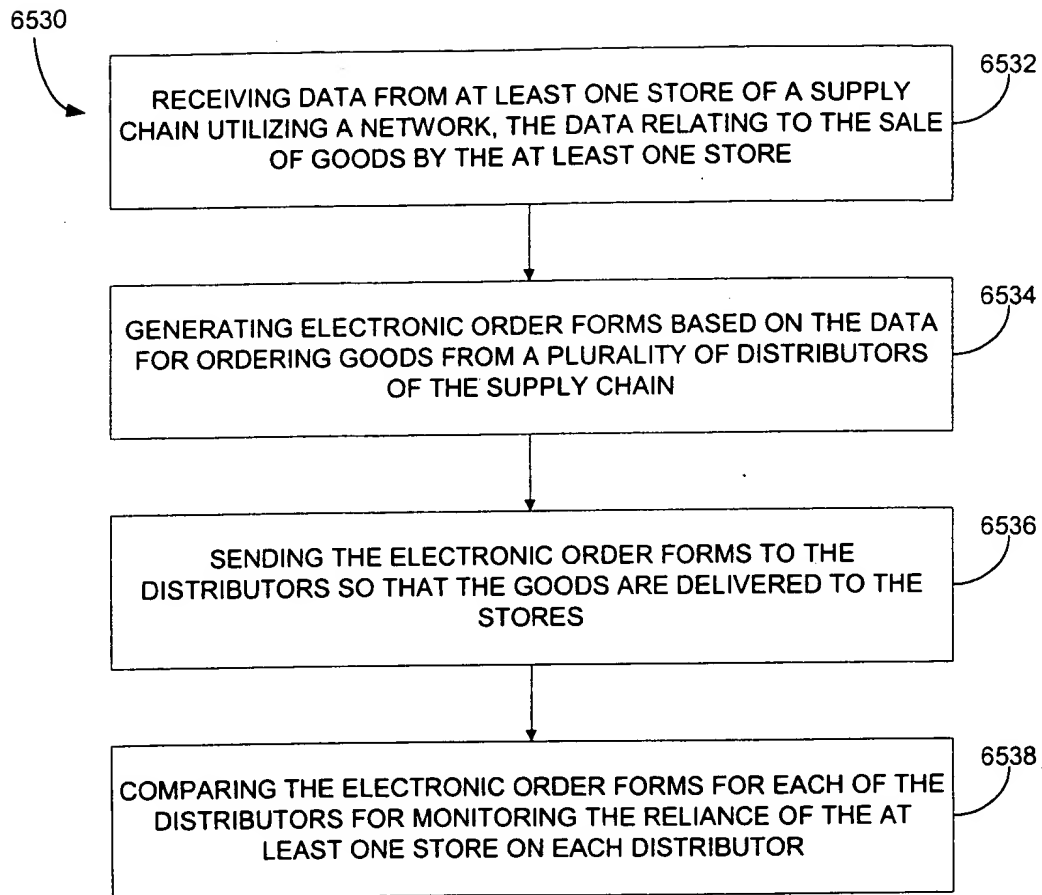 6530
RECEIVING DATA FROM AT LEAST ONE STORE OF A SUPPLY
CHAIN UTILIZING A NETWORK, THE DATA RELATING TO THE SALE
OF GOODS BY THE AT LEAST ONE STORE
6532
GENERATING ELECTRONIC ORDER FORMS BASED ON THE DATA
FOR ORDERING GOODS FROM A PLURALITY OF DISTRIBUTORS
OF THE SUPPLY CHAIN
6534
SENDING THE ELECTRONIC ORDER FORMS TO THE
DISTRIBUTORS SO THAT THE GOODS ARE DELIVERED TO THE
STORES
6536
COMPARING THE ELECTRONIC ORDER FORMS FOR EACH OF THE
DISTRIBUTORS FOR MONITORING THE RELIANCE OF THE AT
LEAST ONE STORE ON EACH DISTRIBUTOR
6538